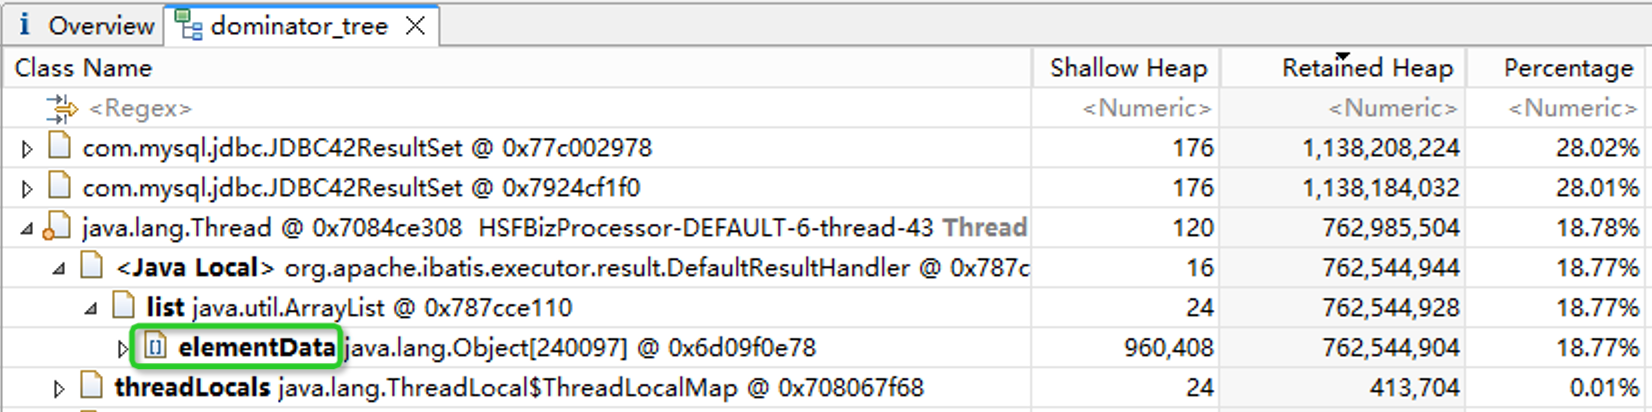 i Overview dominator_tree
Class Name Shallow Heap Retained Heap Percentage
<Regex> <Numeric> <Numeric> <Numeric>
com.mysql.jdbc.JDBC42ResultSet @ 0x77c002978 176 1,138,208,224 28.02%
com.mysql.jdbc.JDBC42ResultSet @ 0x7924cf1f0 176 1,138,184,032 28.01%
java.lang.Thread @ 0x7084ce308 HSFBizProcessor-DEFAULT-6-thread-43 Thread 120 762,985,504 18.78%
<Java Local> org.apache.ibatis.executor.result.DefaultResultHandler @ 0x787c 16 762,544,944 18.77%
list java.util.ArrayList @ 0x787cce110 24 762,544,928 18.77%
elementData java.lang.Object[240097] @ 0x6d09f0e78 960,408 762,544,904 18.77%
threadLocals java.lang.ThreadLocal$ThreadLocalMap @ 0x708067f68 24 413,704 0.01%